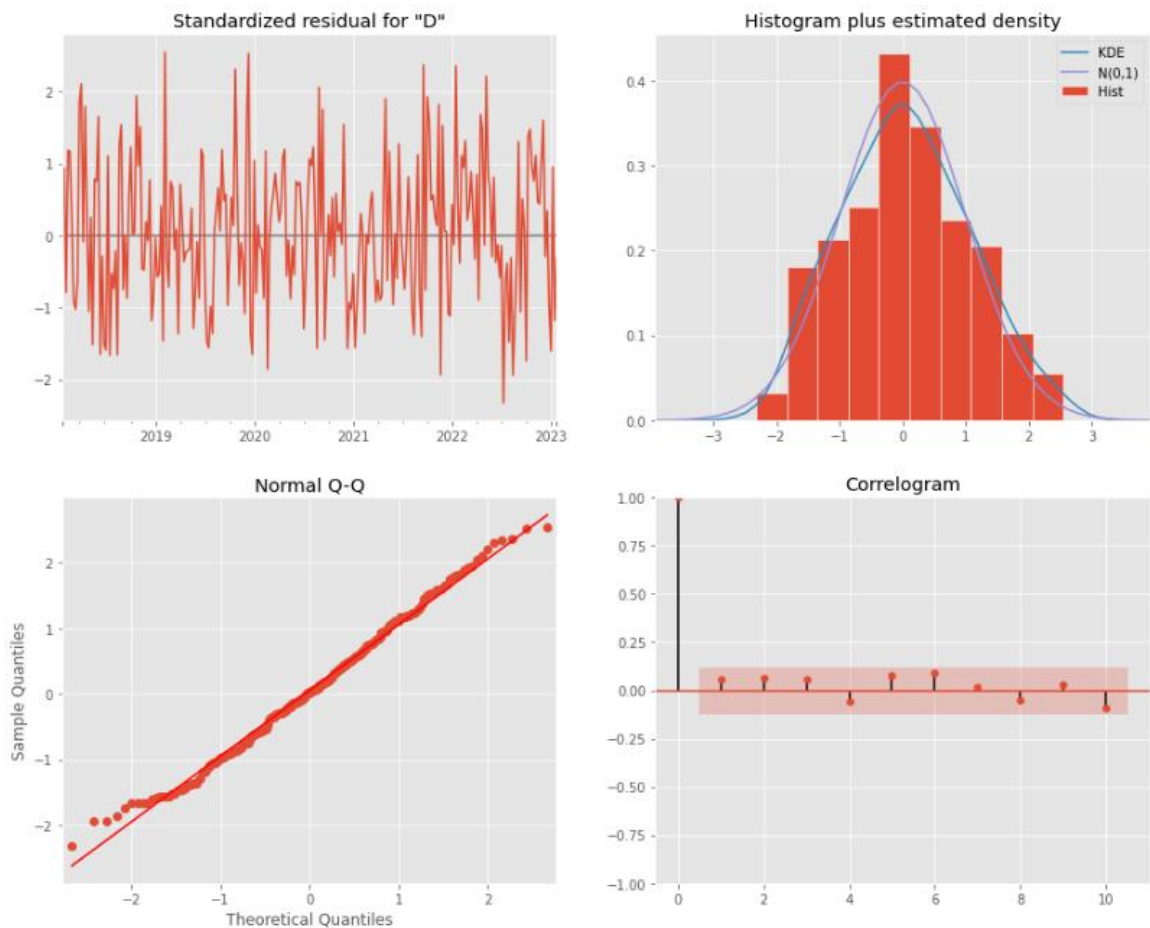 Standardized residual for "D"
2
1
0
−1
−2
2019 2020 2021 2022 2023
Histogram plus estimated density
KDE
N(0,1)
Hist
0.4
0.3
0.2
0.1
0.0
−3 −2 −1 0 1 2 3
Normal Q-Q
Sample Quantiles
2
1
0
−1
−2
−2 −1 0 1 2
Theoretical Quantiles
Correlogram
1.00
0.75
0.50
0.25
0.00
−0.25
−0.50
−0.75
−1.00
0 2 4 6 8 10